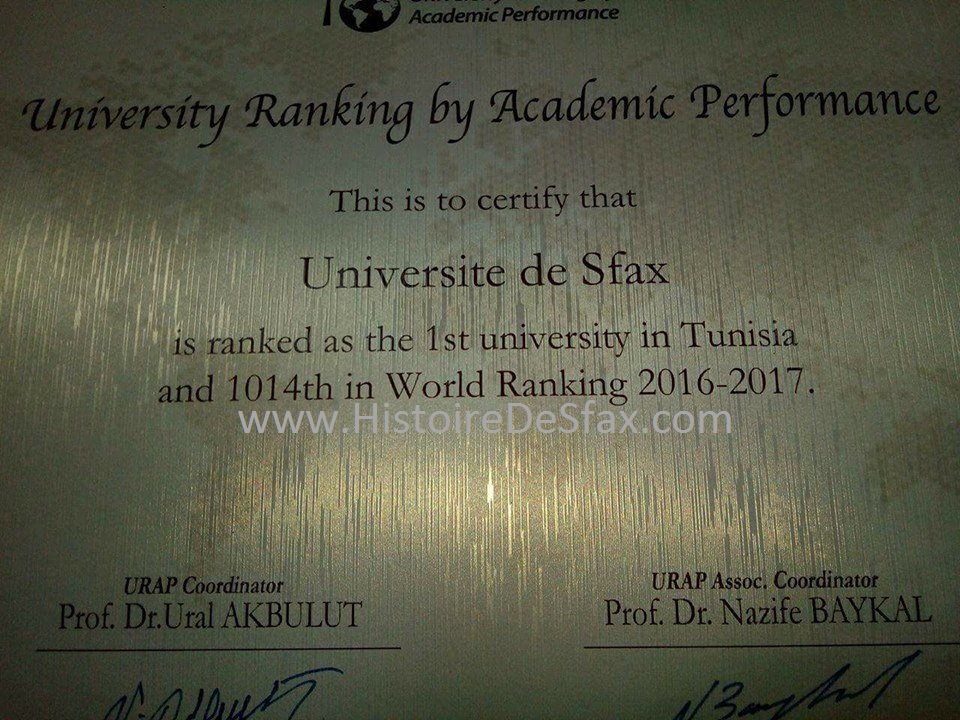 Academic Performance
University Ranking by Academic Performance
This is to certify that
Universite de Sfax
is ranked as the 1st university in Tunisia
and 1014th in World Ranking 2016-2017.
www.HistoireDeSfax.com
URAP Coordinator
Prof. Dr.Ural AKBULUT
URAP Assoc. Coordinator
Prof. Dr. Nazife BAYKAL